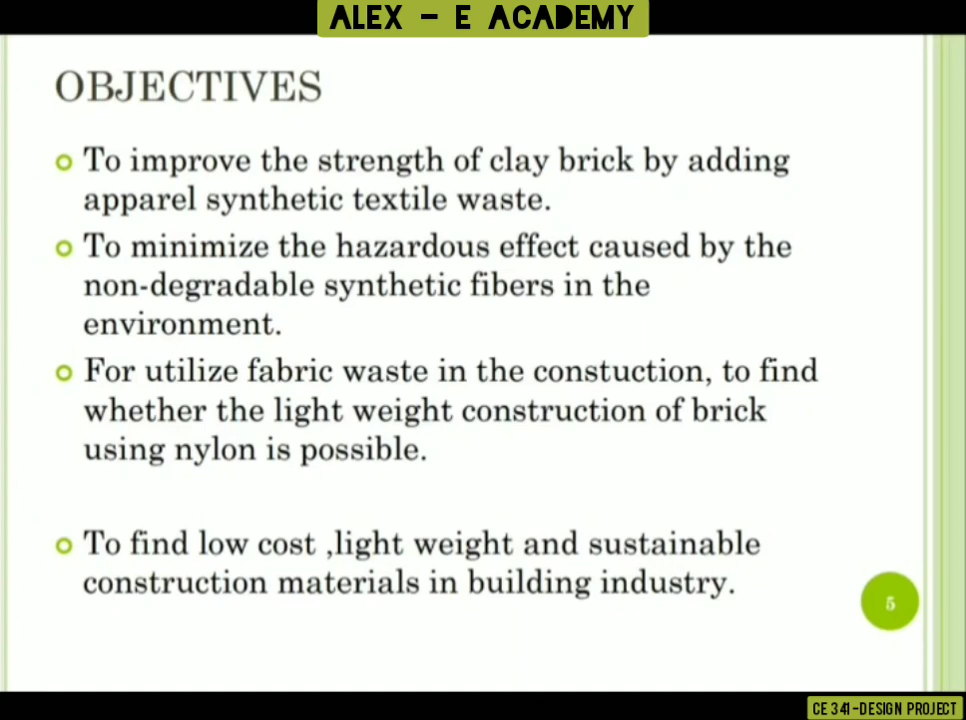 ALEX - E ACADEMY
OBJECTIVES
To improve the strength of clay brick by adding
apparel synthetic textile waste.
To minimize the hazardous effect caused by the
non-degradable synthetic fibers in the
environment.
For utilize fabric waste in the constuction, to find
whether the light weight construction of brick
using nylon is possible.
To find low cost ,light weight and sustainable
construction materials in building industry.
5
CE 341-DESIGN PROJECT